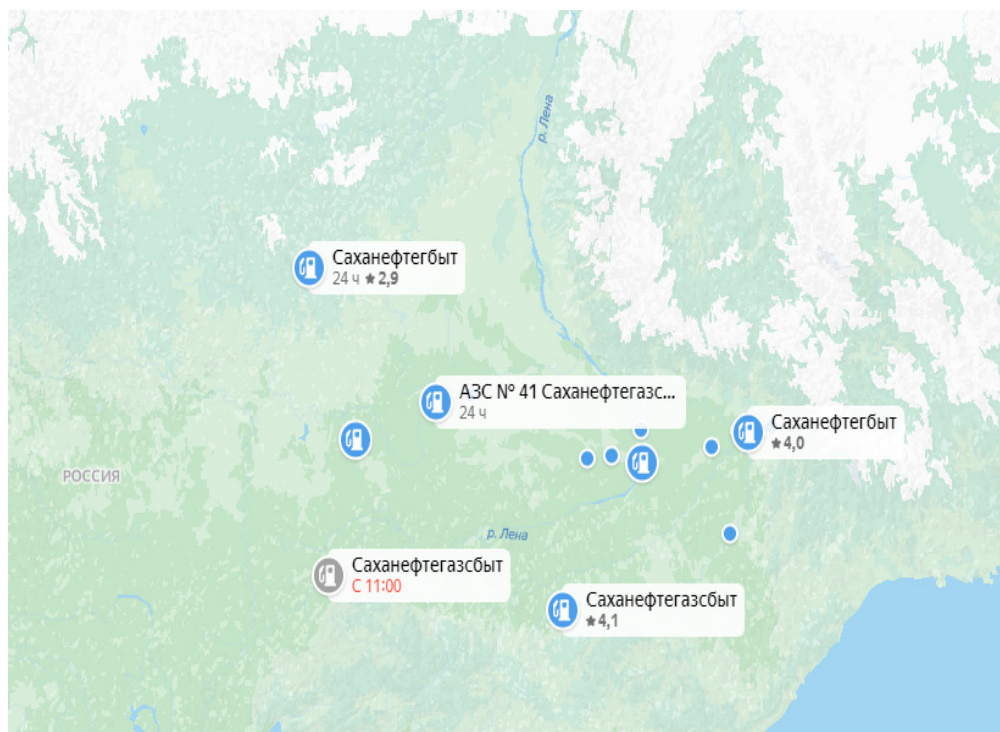 р. Лена
Саханефтегбыт
24 ч ★ 2,9
АЗС № 41 Саханефтегазс...
24 ч
Саханефтегбыт
★ 4,0
РОССИЯ
р. Лена
Саханефтегазсбыт
С 11:00
Саханефтегазсбыт
★ 4,1